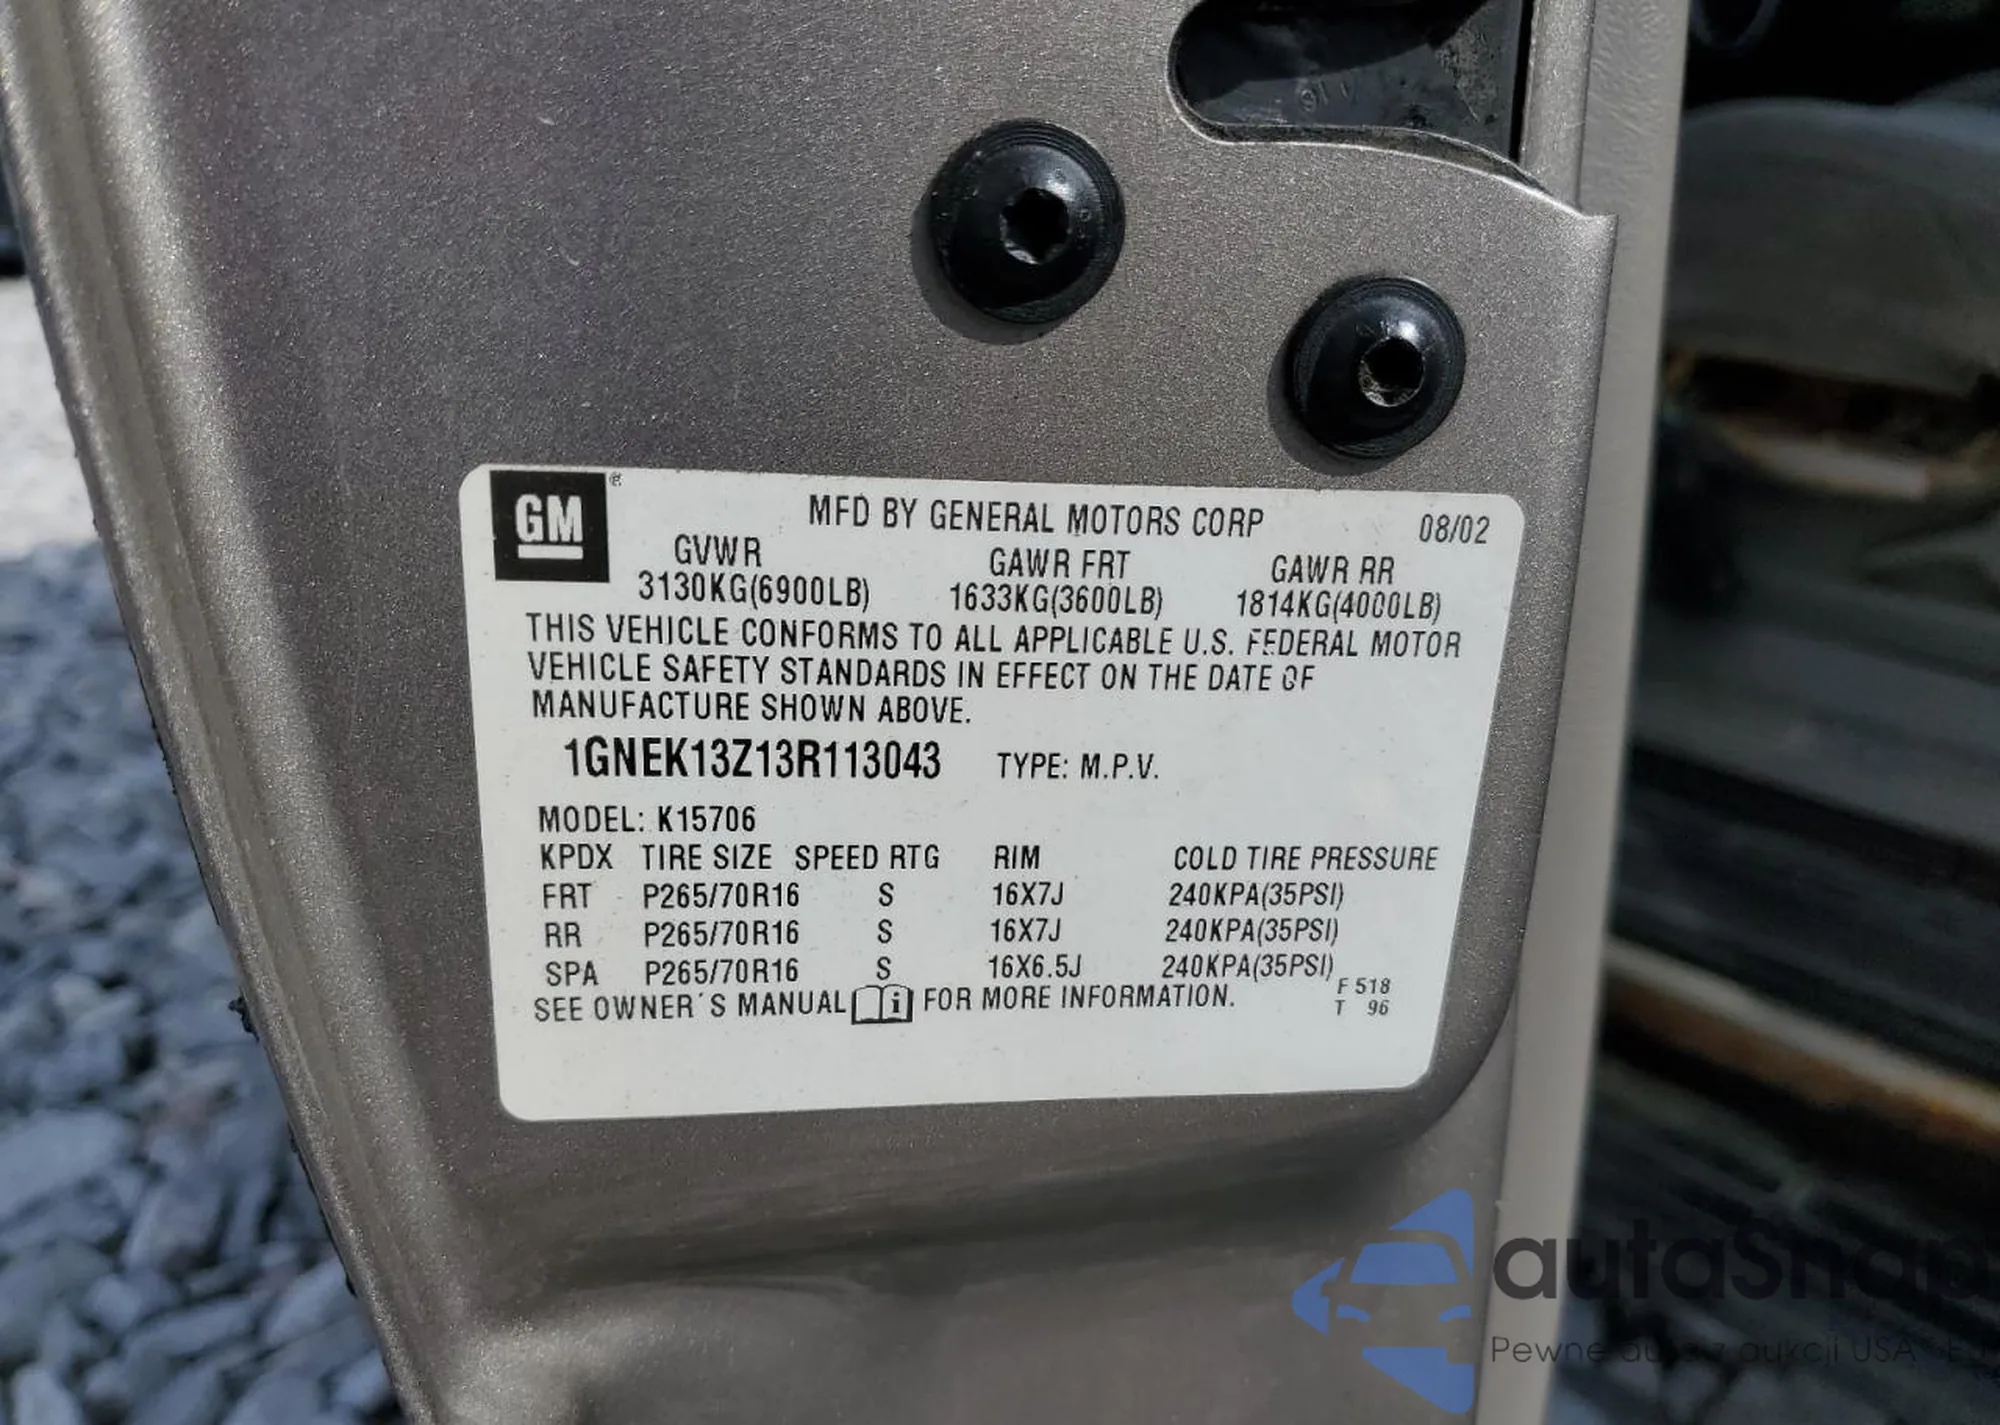 GM®
MFD BY GENERAL MOTORS CORP 08/02
GVWR GAWR FRT GAWR RR
3130KG(6900LB) 1633KG(3600LB) 1814KG(4000LB)
THIS VEHICLE CONFORMS TO ALL APPLICABLE U.S. FEDERAL MOTOR
VEHICLE SAFETY STANDARDS IN EFFECT ON THE DATE OF
MANUFACTURE SHOWN ABOVE.
1GNEK13Z13R113043 TYPE: M.P.V.
MODEL: K15706
KPDX TIRE SIZE SPEED RTG RIM COLD TIRE PRESSURE
FRT P265/70R16 S 16X7J 240KPA(35PSI)
RR P265/70R16 S 16X7J 240KPA(35PSI)
SPA P265/70R16 S 16X6.5J 240KPA(35PSI)
F 518
SEE OWNER'S MANUAL i FOR MORE INFORMATION. T 96
autaSnap
Pewne auta z aukcji USA